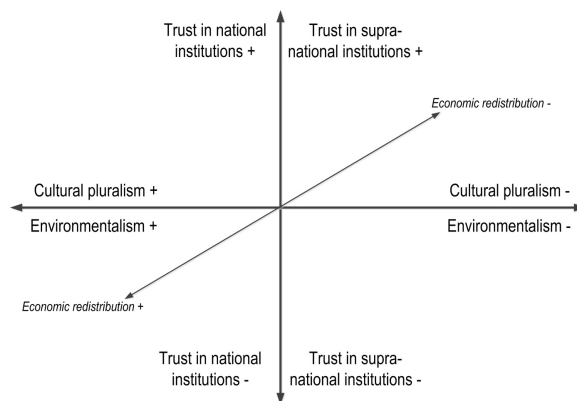 Trust in national
institutions +
Trust in supra-
national institutions +
Economic redistribution -
Cultural pluralism +
Cultural pluralism -
Environmentalism +
Environmentalism -
Economic redistribution +
Trust in national
institutions -
Trust in supra-
national institutions -